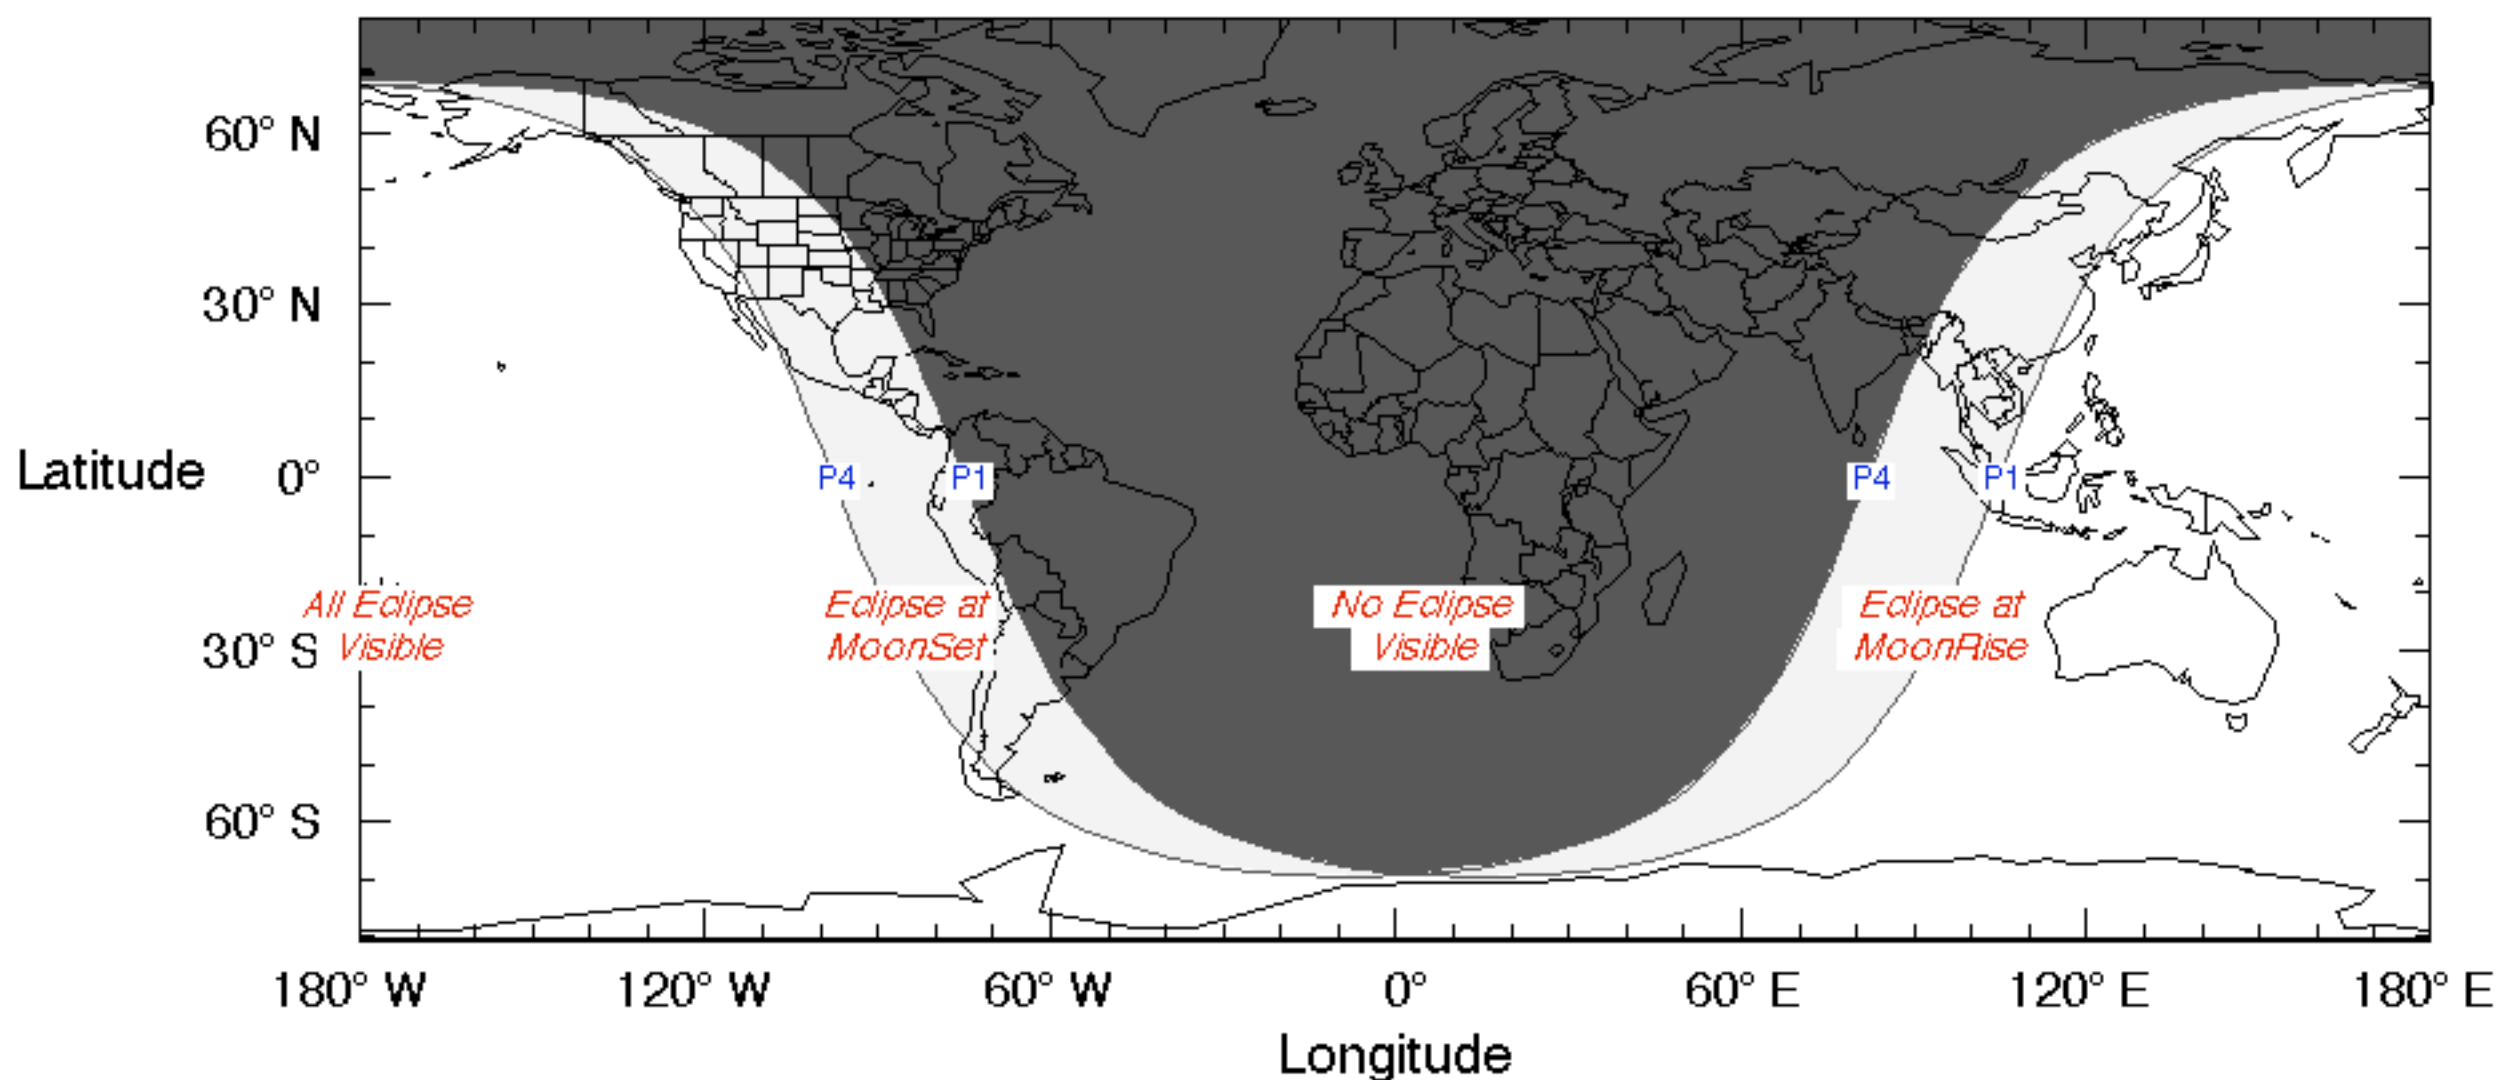 60° N
30° N
Latitude 0°
P4 P1 P4 P1
All Eclipse Visible
Eclipse at MoonSet
No Eclipse Visible
Eclipse at MoonRise
30° S
60° S
180° W 120° W 60° W 0° 60° E 120° E 180° E
Longitude